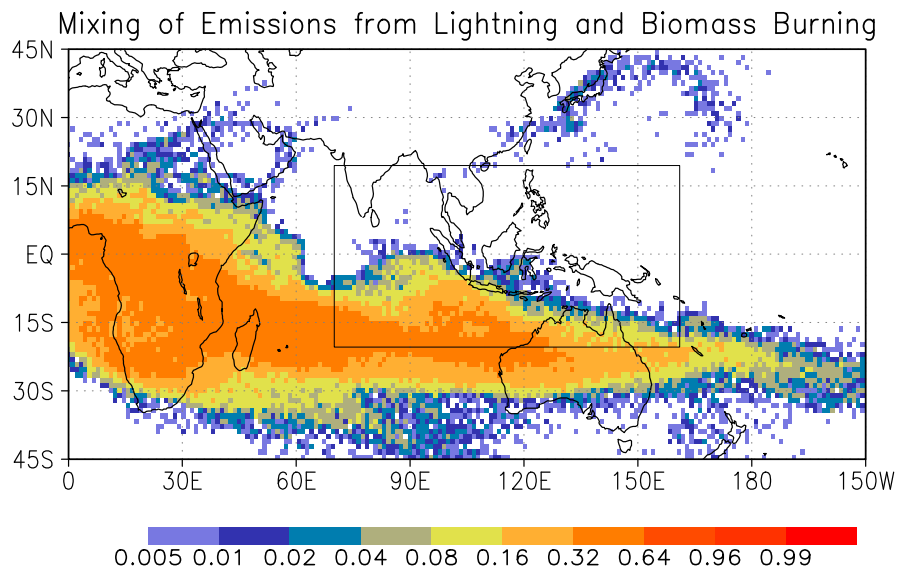 Mixing of Emissions from Lightning and Biomass Burning
45N
30N
15N
EQ
15S
30S
45S
0 30E 60E 90E 120E 150E 180 150W
0.005 0.01 0.02 0.04 0.08 0.16 0.32 0.64 0.96 0.99